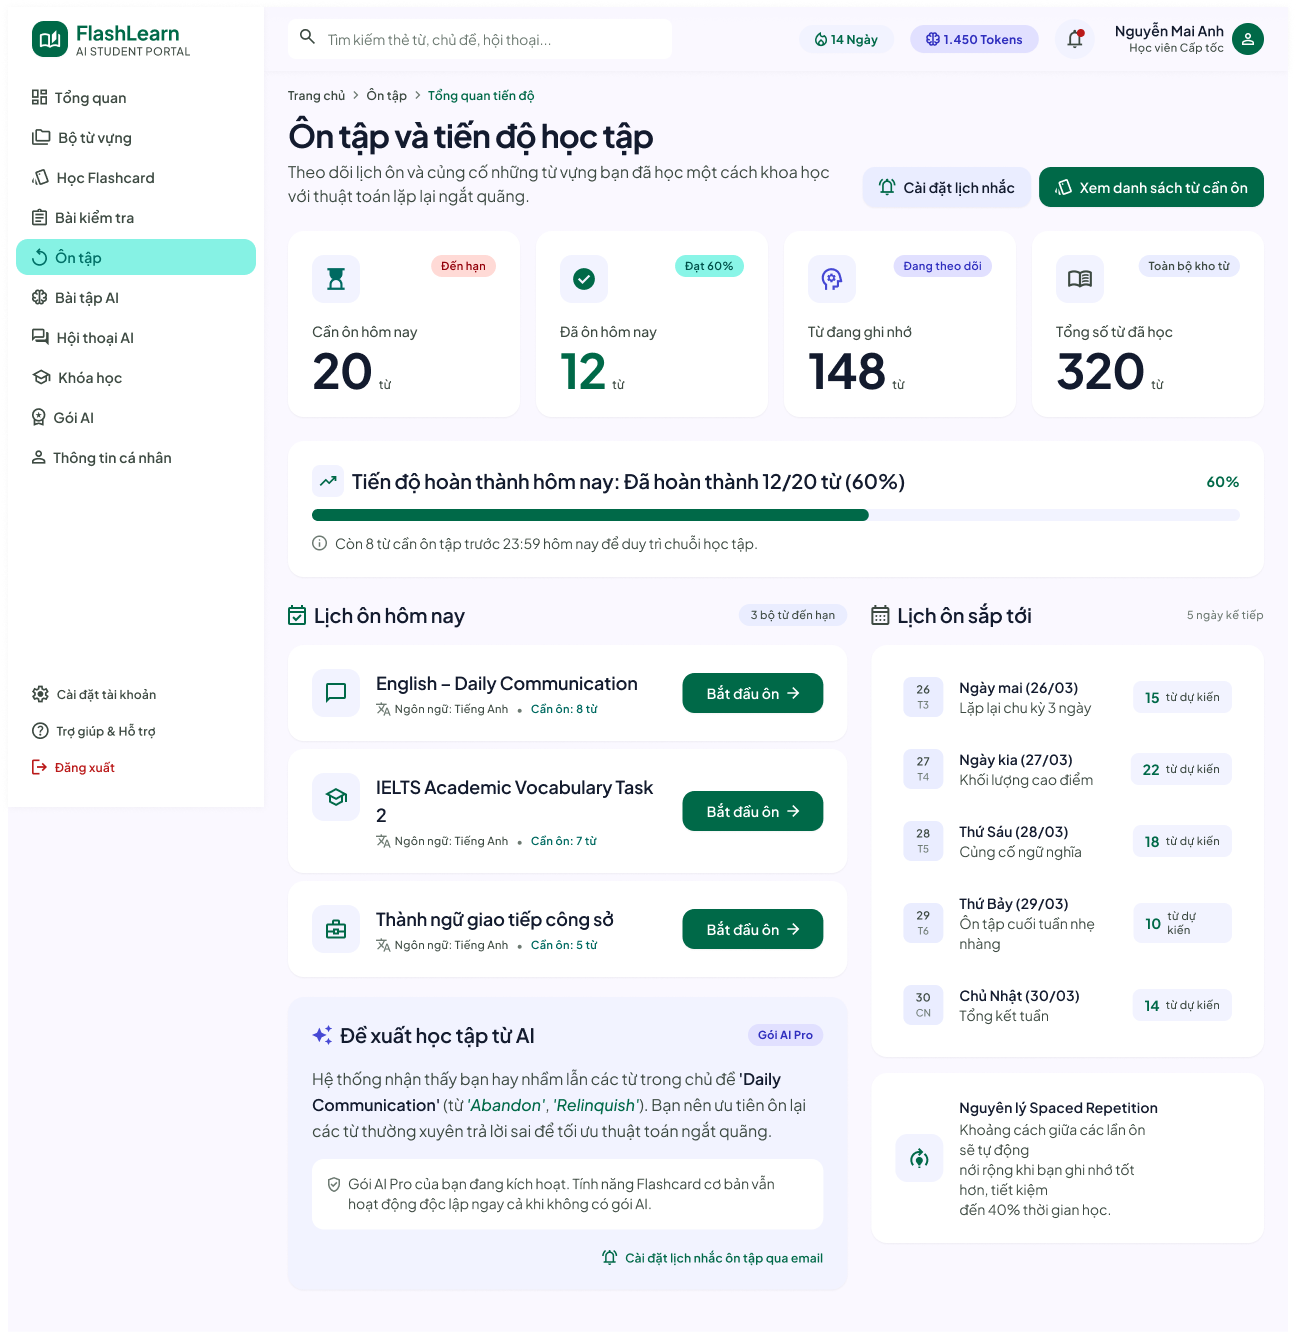 FlashLearn
AI STUDENT PORTAL
Tổng quan
Bộ từ vựng
Học Flashcard
Bài kiểm tra
Ôn tập
Bài tập AI
Hội thoại AI
Khóa học
Gói AI
Thông tin cá nhân
Cài đặt tài khoản
Trợ giúp & Hỗ trợ
Đăng xuất
Tìm kiếm thẻ từ, chủ đề, hội thoại...
14 Ngày
1.450 Tokens
Nguyễn Mai Anh
Học viên Cấp tốc
Trang chủ > Ôn tập > Tổng quan tiến độ
Ôn tập và tiến độ học tập
Theo dõi lịch ôn và củng cố những từ vựng bạn đã học một cách khoa học
với thuật toán lặp lại ngắt quãng.
Cài đặt lịch nhắc
Xem danh sách từ cần ôn
Đến hạn
Cần ôn hôm nay
20 từ
Đạt 60%
Đã ôn hôm nay
12 từ
Đang theo dõi
Từ đang ghi nhớ
148 từ
Toàn bộ kho từ
Tổng số từ đã học
320 từ
Tiến độ hoàn thành hôm nay: Đã hoàn thành 12/20 từ (60%)
60%
Còn 8 từ cần ôn tập trước 23:59 hôm nay để duy trì chuỗi học tập.
Lịch ôn hôm nay
3 bộ từ đến hạn
English – Daily Communication
Ngôn ngữ: Tiếng Anh • Cần ôn: 8 từ
Bắt đầu ôn →
IELTS Academic Vocabulary Task
2
Ngôn ngữ: Tiếng Anh • Cần ôn: 7 từ
Bắt đầu ôn →
Thành ngữ giao tiếp công sở
Ngôn ngữ: Tiếng Anh • Cần ôn: 5 từ
Bắt đầu ôn →
Đề xuất học tập từ AI
Gói AI Pro
Hệ thống nhận thấy bạn hay nhầm lẫn các từ trong chủ đề 'Daily
Communication' (từ 'Abandon', 'Relinquish'). Bạn nên ưu tiên ôn lại
các từ thường xuyên trả lời sai để tối ưu thuật toán ngắt quãng.
Gói AI Pro của bạn đang kích hoạt. Tính năng Flashcard cơ bản vẫn
hoạt động độc lập ngay cả khi không có gói AI.
Cài đặt lịch nhắc ôn tập qua email
Lịch ôn sắp tới
5 ngày kế tiếp
26
T3
Ngày mai (26/03)
Lặp lại chu kỳ 3 ngày
15 từ dự kiến
27
T4
Ngày kia (27/03)
Khối lượng cao điểm
22 từ dự kiến
28
T5
Thứ Sáu (28/03)
Củng cố ngữ nghĩa
18 từ dự kiến
29
T6
Thứ Bảy (29/03)
Ôn tập cuối tuần nhẹ
nhàng
10 từ dự
kiến
30
CN
Chủ Nhật (30/03)
Tổng kết tuần
14 từ dự kiến
Nguyên lý Spaced Repetition
Khoảng cách giữa các lần ôn
sẽ tự động
nới rộng khi bạn ghi nhớ tốt
hơn, tiết kiệm
đến 40% thời gian học.